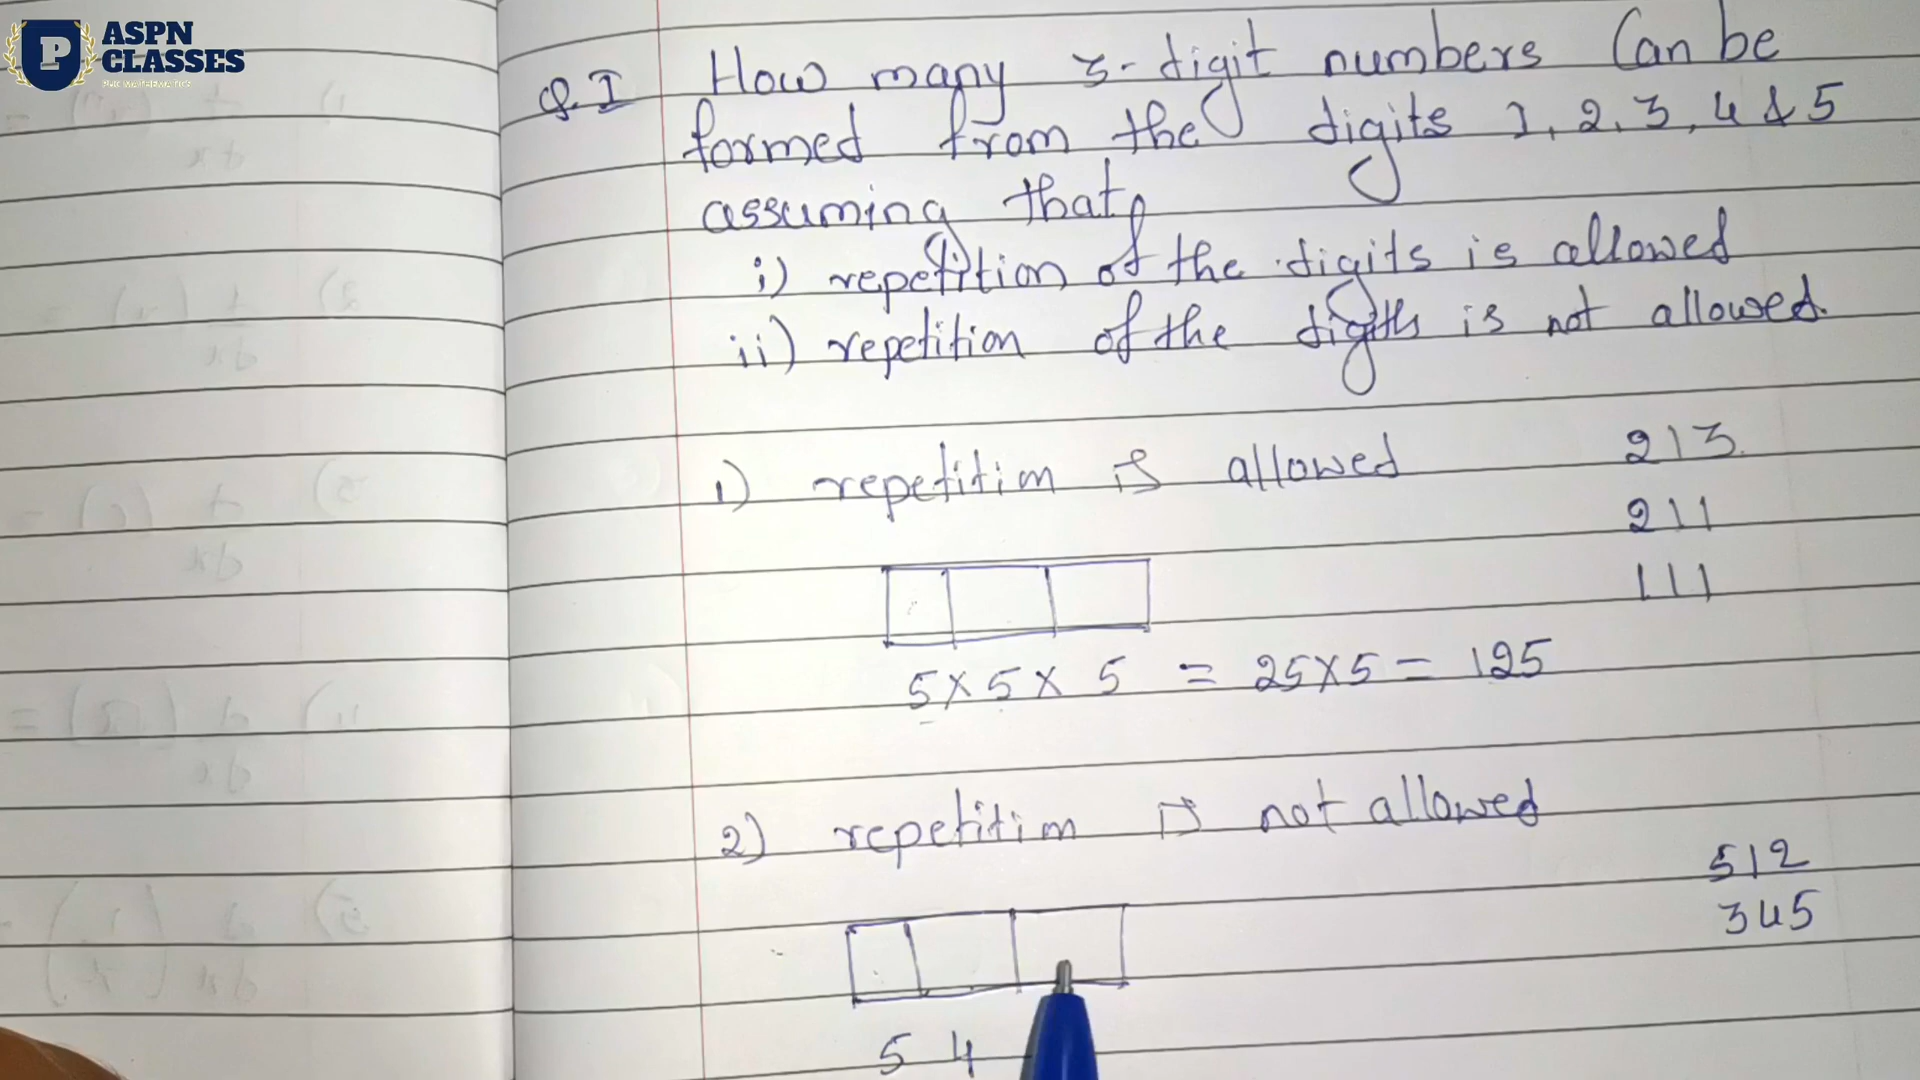 ASPN
CLASSES
Q.I How many 3-digit numbers Can be
formed from the digits 1, 2, 3, 4 & 5
assuming that
i) repetition of the digits is allowed
ii) repetition of the digits is not allowed.
1) repetition is allowed
213
211
111
5 × 5 × 5 = 25 × 5 = 125
2) repetition is not allowed
512
345
5 4